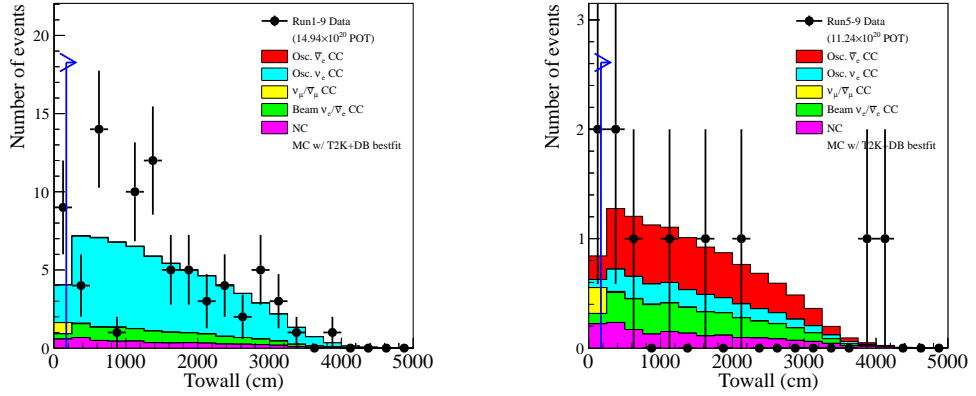 Number of events
20
15
10
5
0
Run1-9 Data
(14.94×10²⁰ POT)
Osc. ν̅ₑ CC
Osc. νₑ CC
νμ/ν̅μ CC
Beam νₑ/ν̅ₑ CC
NC
MC w/ T2K+DB bestfit
0 1000 2000 3000 4000 5000
Towall (cm)
Number of events
3
2
1
0
Run5-9 Data
(11.24×10²⁰ POT)
Osc. ν̅ₑ CC
Osc. νₑ CC
νμ/ν̅μ CC
Beam νₑ/ν̅ₑ CC
NC
MC w/ T2K+DB bestfit
0 1000 2000 3000 4000 5000
Towall (cm)